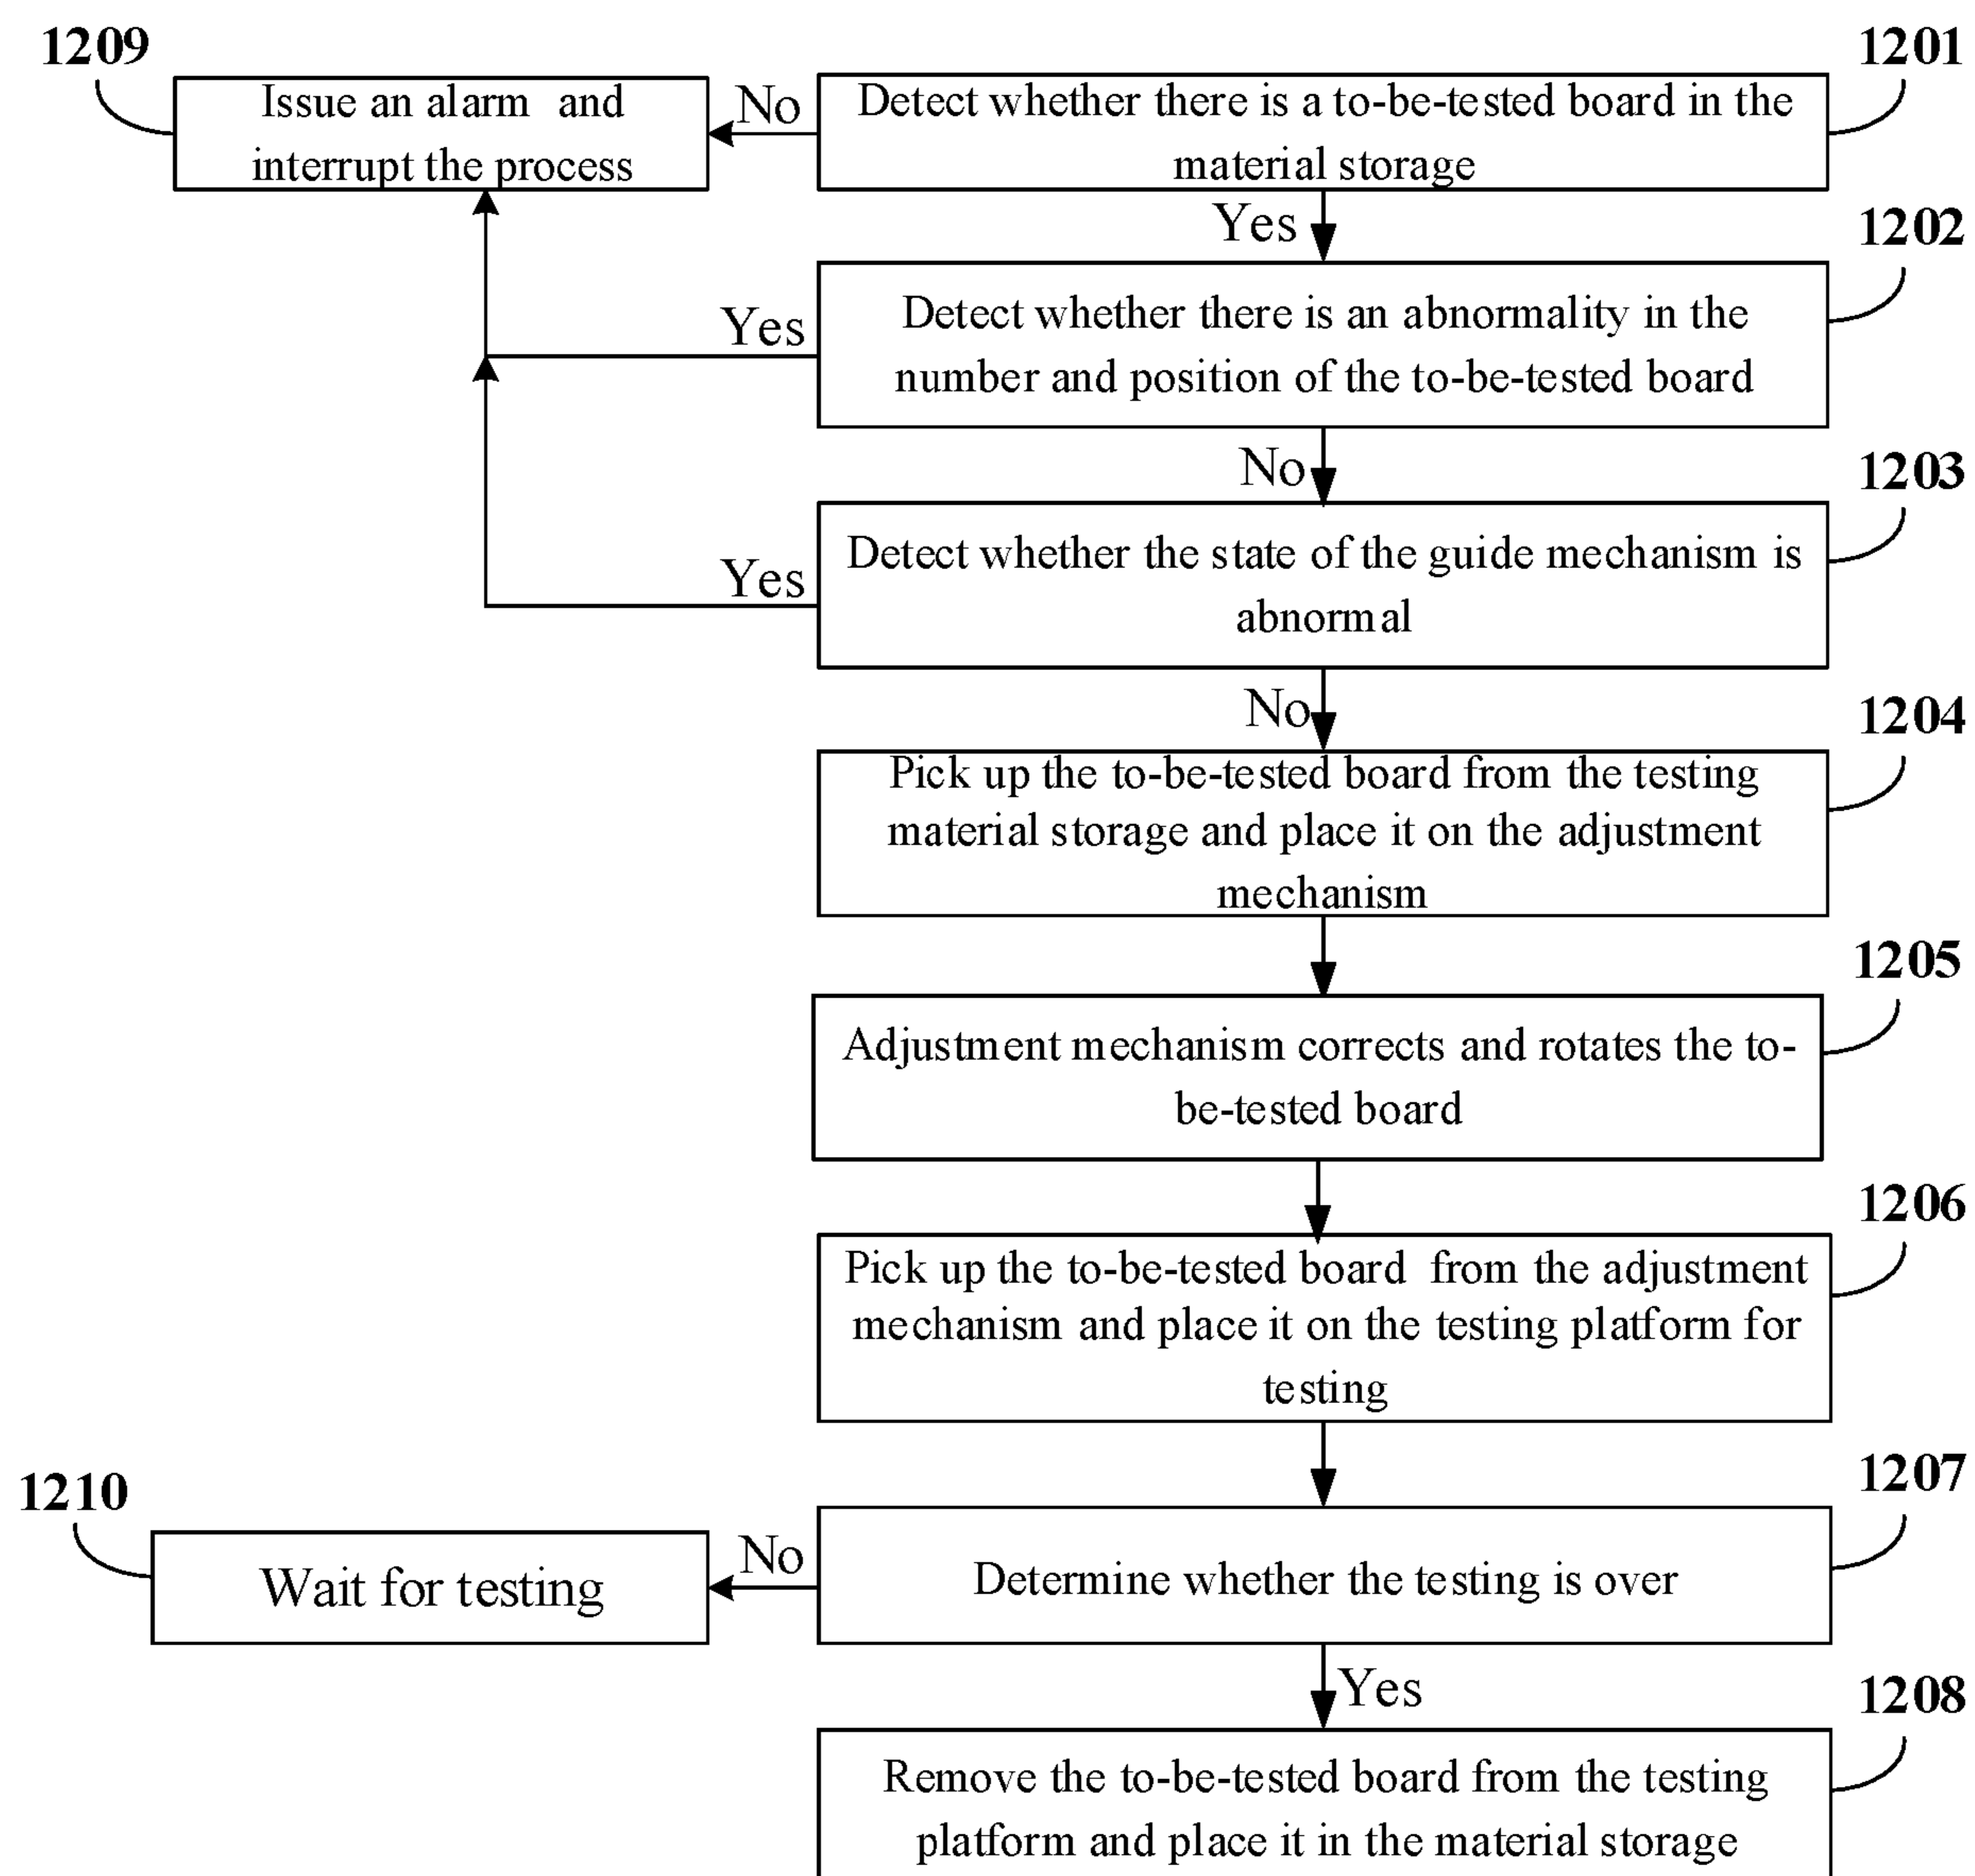 1209
1201
Issue an alarm and
interrupt the process
No
Detect whether there is a to-be-tested board in the
material storage
Yes
1202
Yes
Detect whether there is an abnormality in the
number and position of the to-be-tested board
No
1203
Yes
Detect whether the state of the guide mechanism is
abnormal
No
1204
Pick up the to-be-tested board from the testing
material storage and place it on the adjustment
mechanism
1205
Adjustment mechanism corrects and rotates the to-
be-tested board
1206
Pick up the to-be-tested board from the adjustment
mechanism and place it on the testing platform for
testing
1210
1207
Wait for testing
No
Determine whether the testing is over
Yes
1208
Remove the to-be-tested board from the testing
platform and place it in the material storage